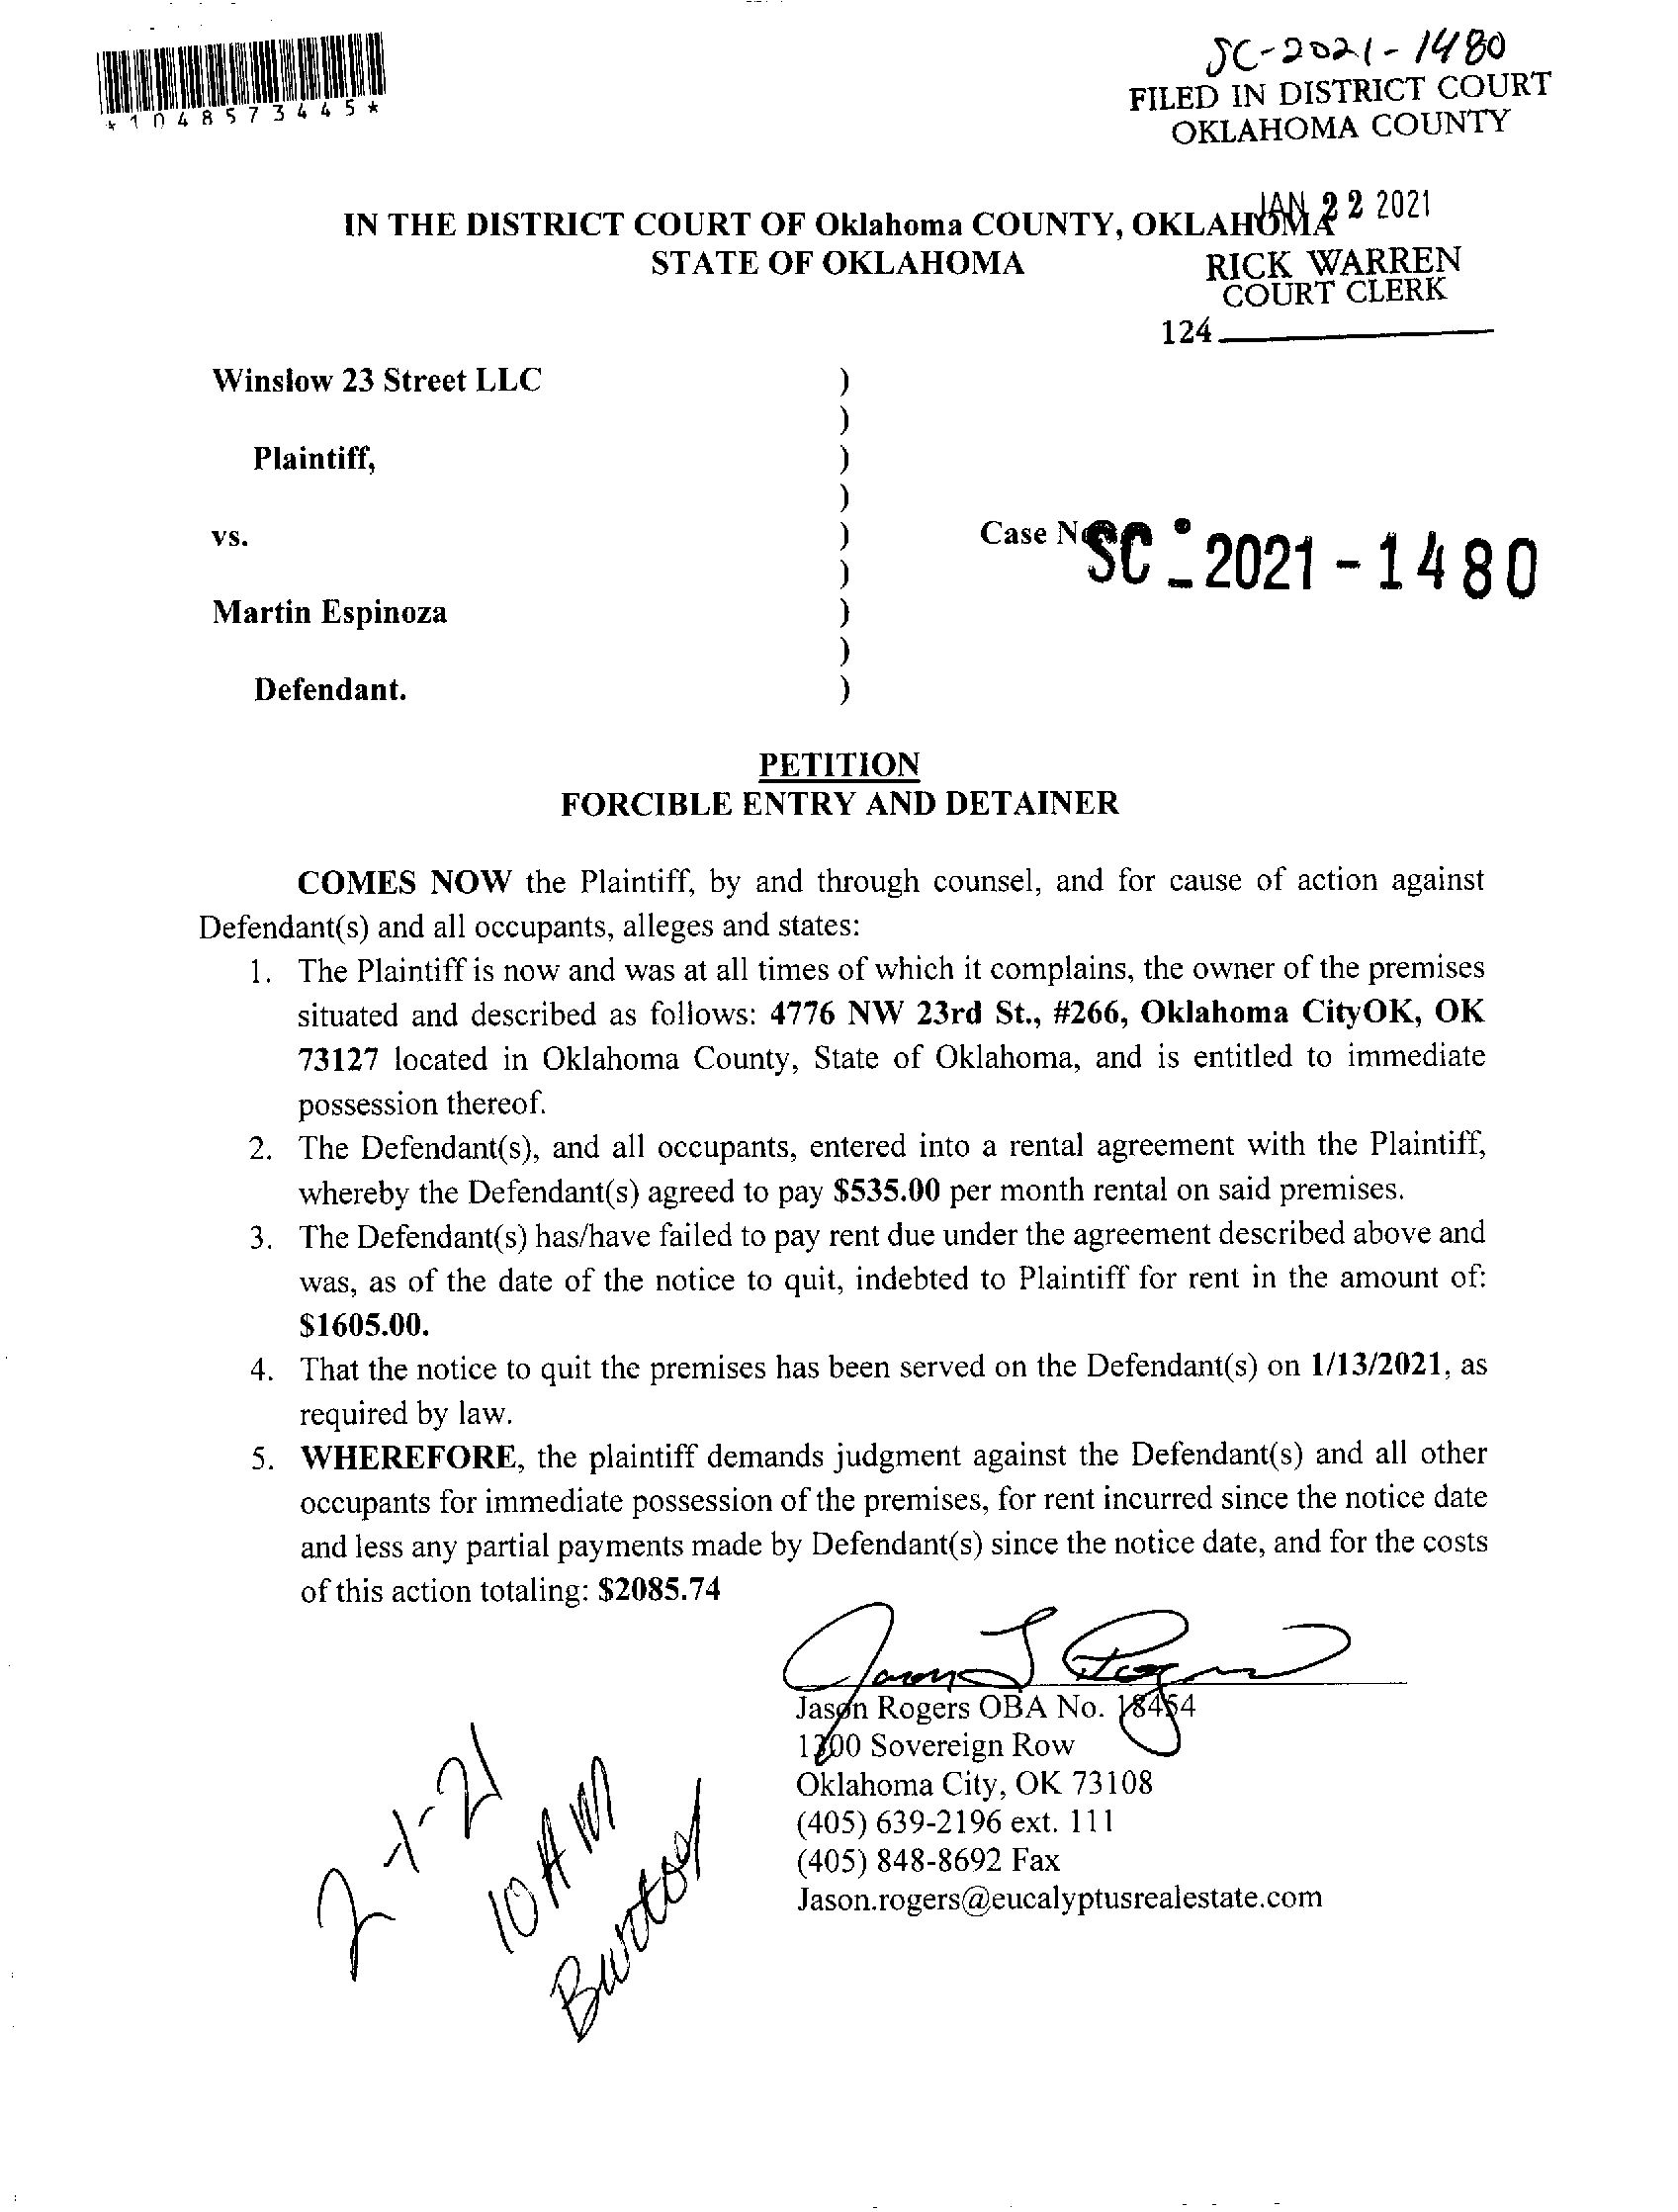 SC-2021-1480
FILED IN DISTRICT COURT
OKLAHOMA COUNTY
*1048573445*
JAN 22 2021
IN THE DISTRICT COURT OF Oklahoma COUNTY, OKLAHOMA
STATE OF OKLAHOMA
RICK WARREN
COURT CLERK
124
Winslow 23 Street LLC )
)
Plaintiff, )
)
vs. ) Case No. SC-2021-1480
)
Martin Espinoza )
)
Defendant. )
PETITION
FORCIBLE ENTRY AND DETAINER
COMES NOW the Plaintiff, by and through counsel, and for cause of action against
Defendant(s) and all occupants, alleges and states:
1. The Plaintiff is now and was at all times of which it complains, the owner of the premises
situated and described as follows: 4776 NW 23rd St., #266, Oklahoma CityOK, OK
73127 located in Oklahoma County, State of Oklahoma, and is entitled to immediate
possession thereof.
2. The Defendant(s), and all occupants, entered into a rental agreement with the Plaintiff,
whereby the Defendant(s) agreed to pay $535.00 per month rental on said premises.
3. The Defendant(s) has/have failed to pay rent due under the agreement described above and
was, as of the date of the notice to quit, indebted to Plaintiff for rent in the amount of:
$1605.00.
4. That the notice to quit the premises has been served on the Defendant(s) on 1/13/2021, as
required by law.
5. WHEREFORE, the plaintiff demands judgment against the Defendant(s) and all other
occupants for immediate possession of the premises, for rent incurred since the notice date
and less any partial payments made by Defendant(s) since the notice date, and for the costs
of this action totaling: $2085.74
Jason Rogers OBA No. 18464
Sovereign Row
Oklahoma City, OK 73108
(405) 639-2196 ext. 111
(405) 848-8692 Fax
Jason.rogers@eucalyptusrealestate.com
2-1-21
10 AM
Burton